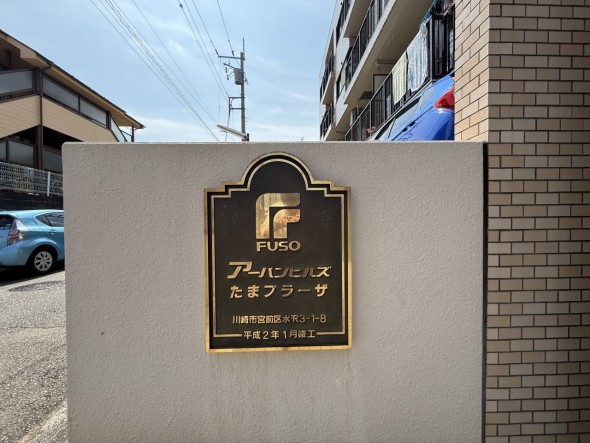 FUSO
アーバンヒルズ
たまプラーザ
川崎市宮前区水沢3-1-8
平成2年1月竣工